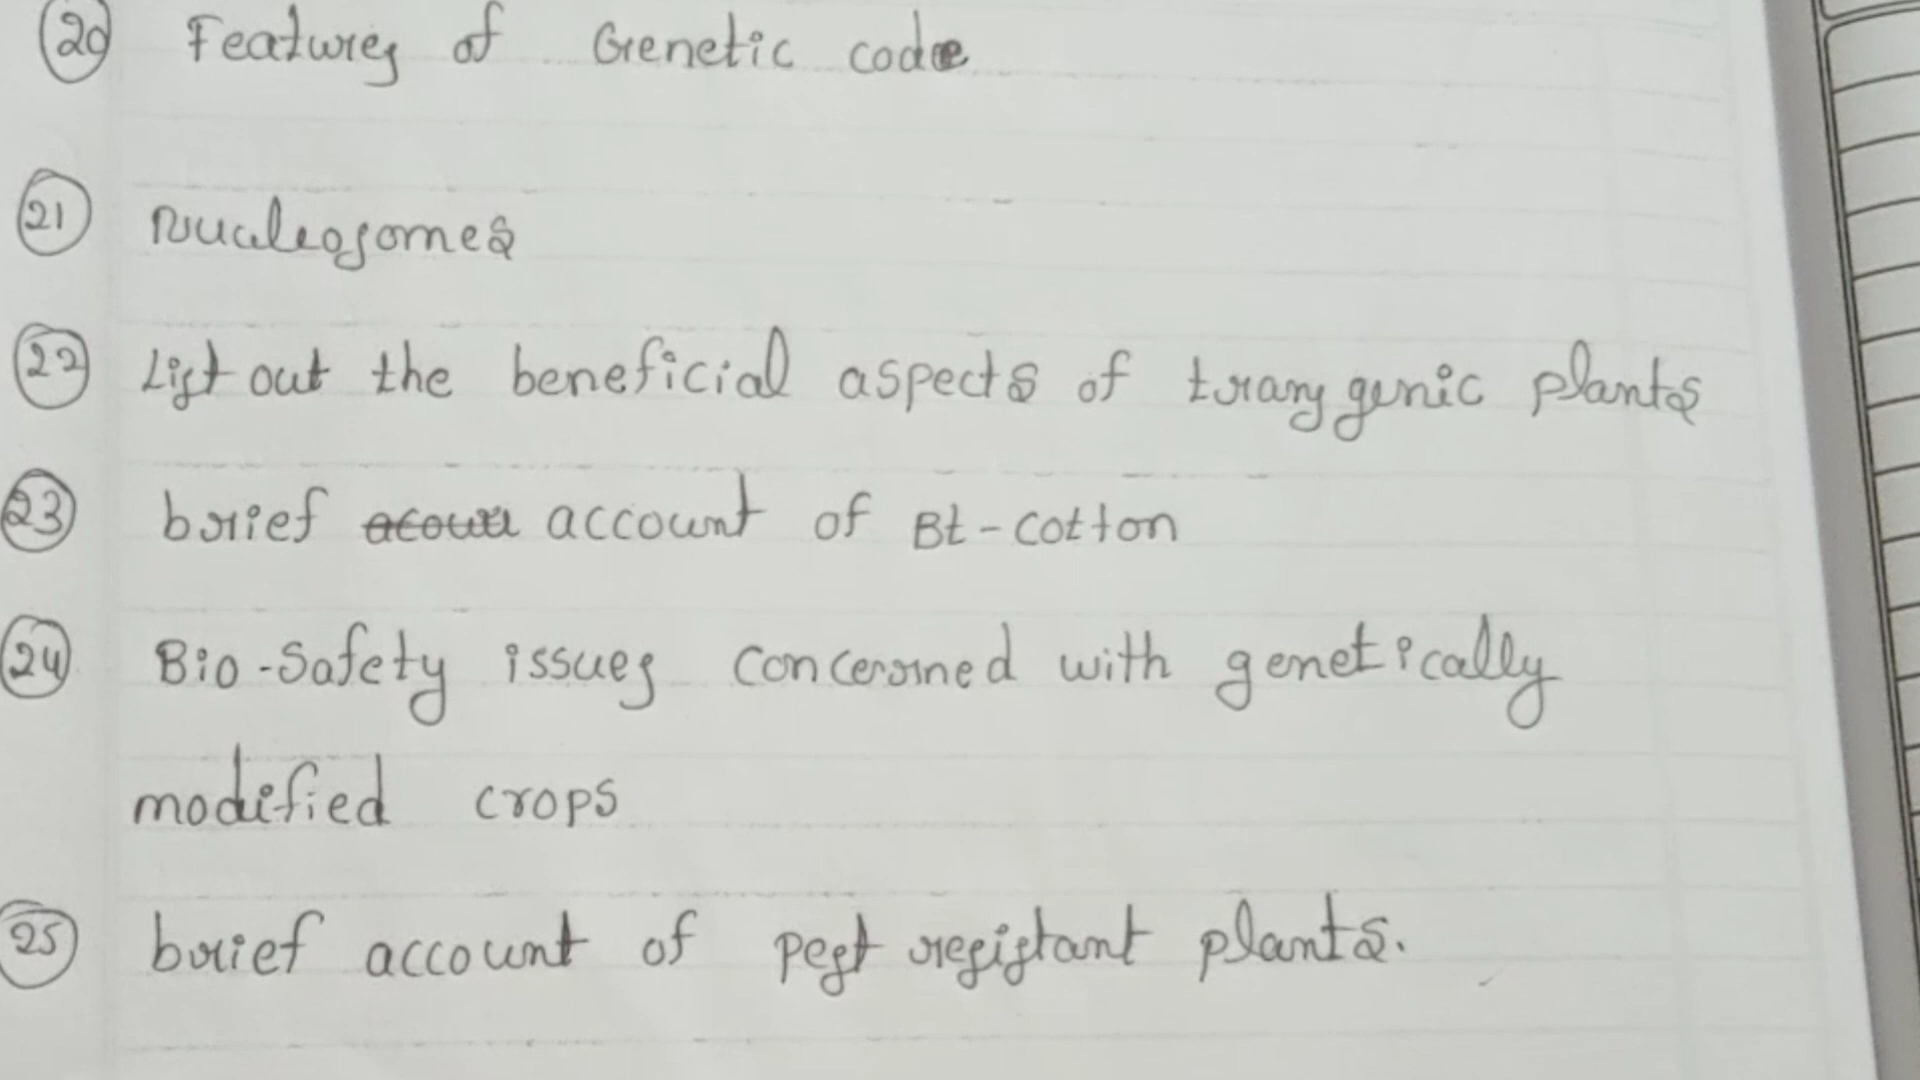 20 Features of Genetic code
21 Nucleosomes
22 List out the beneficial aspects of transgenic plants
23 brief acou account of Bt-cotton
24 Bio-Safety issues concerned with genetically
modified crops
25 brief account of pest resistant plants.